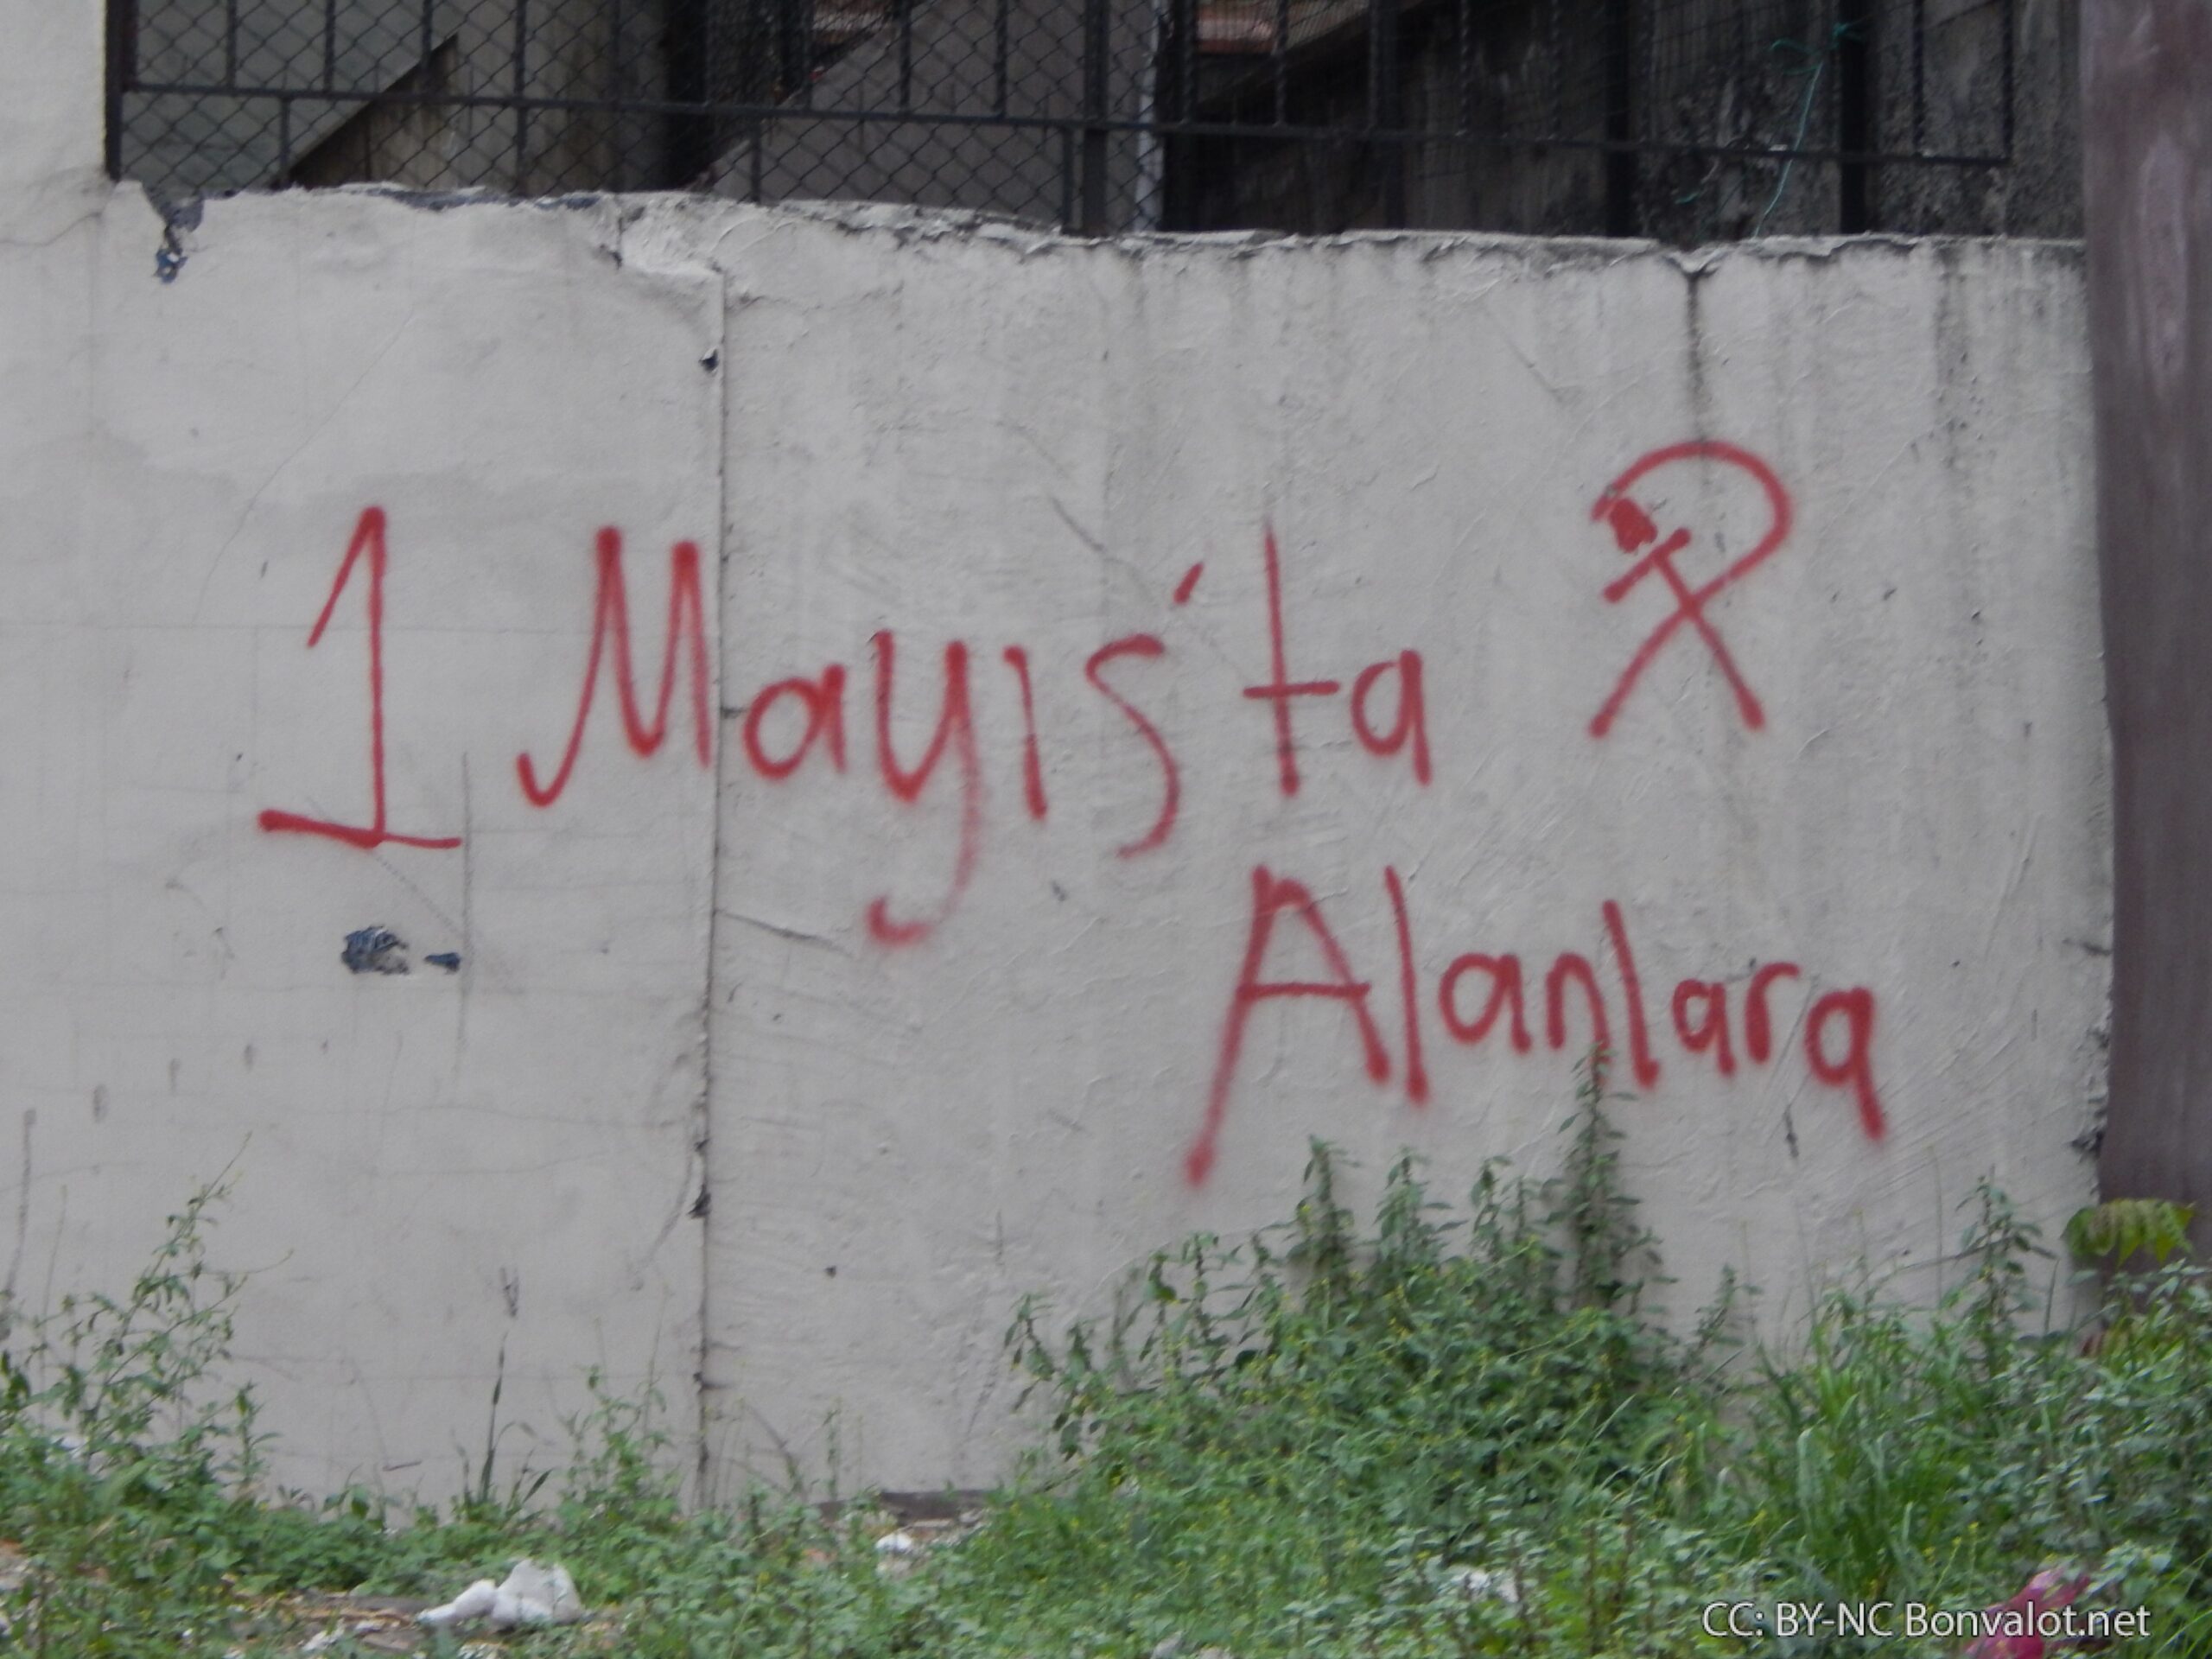 1 Mayıs'ta
Alanlara
CC: BY-NC Bonvalot.net